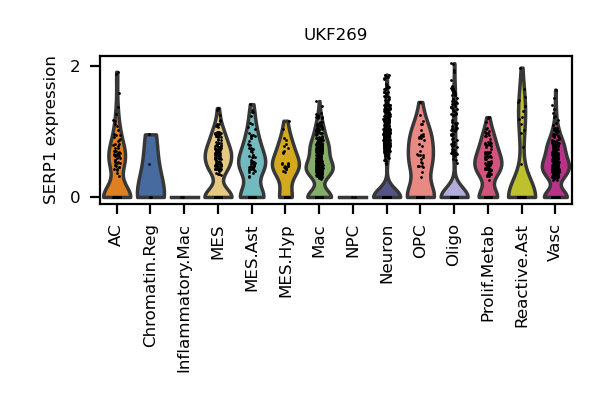 UKF269
SERP1 expression
2
0
AC
Chromatin.Reg
Inflammatory.Mac
MES
MES.Ast
MES.Hyp
Mac
NPC
Neuron
OPC
Oligo
Prolif.Metab
Reactive.Ast
Vasc